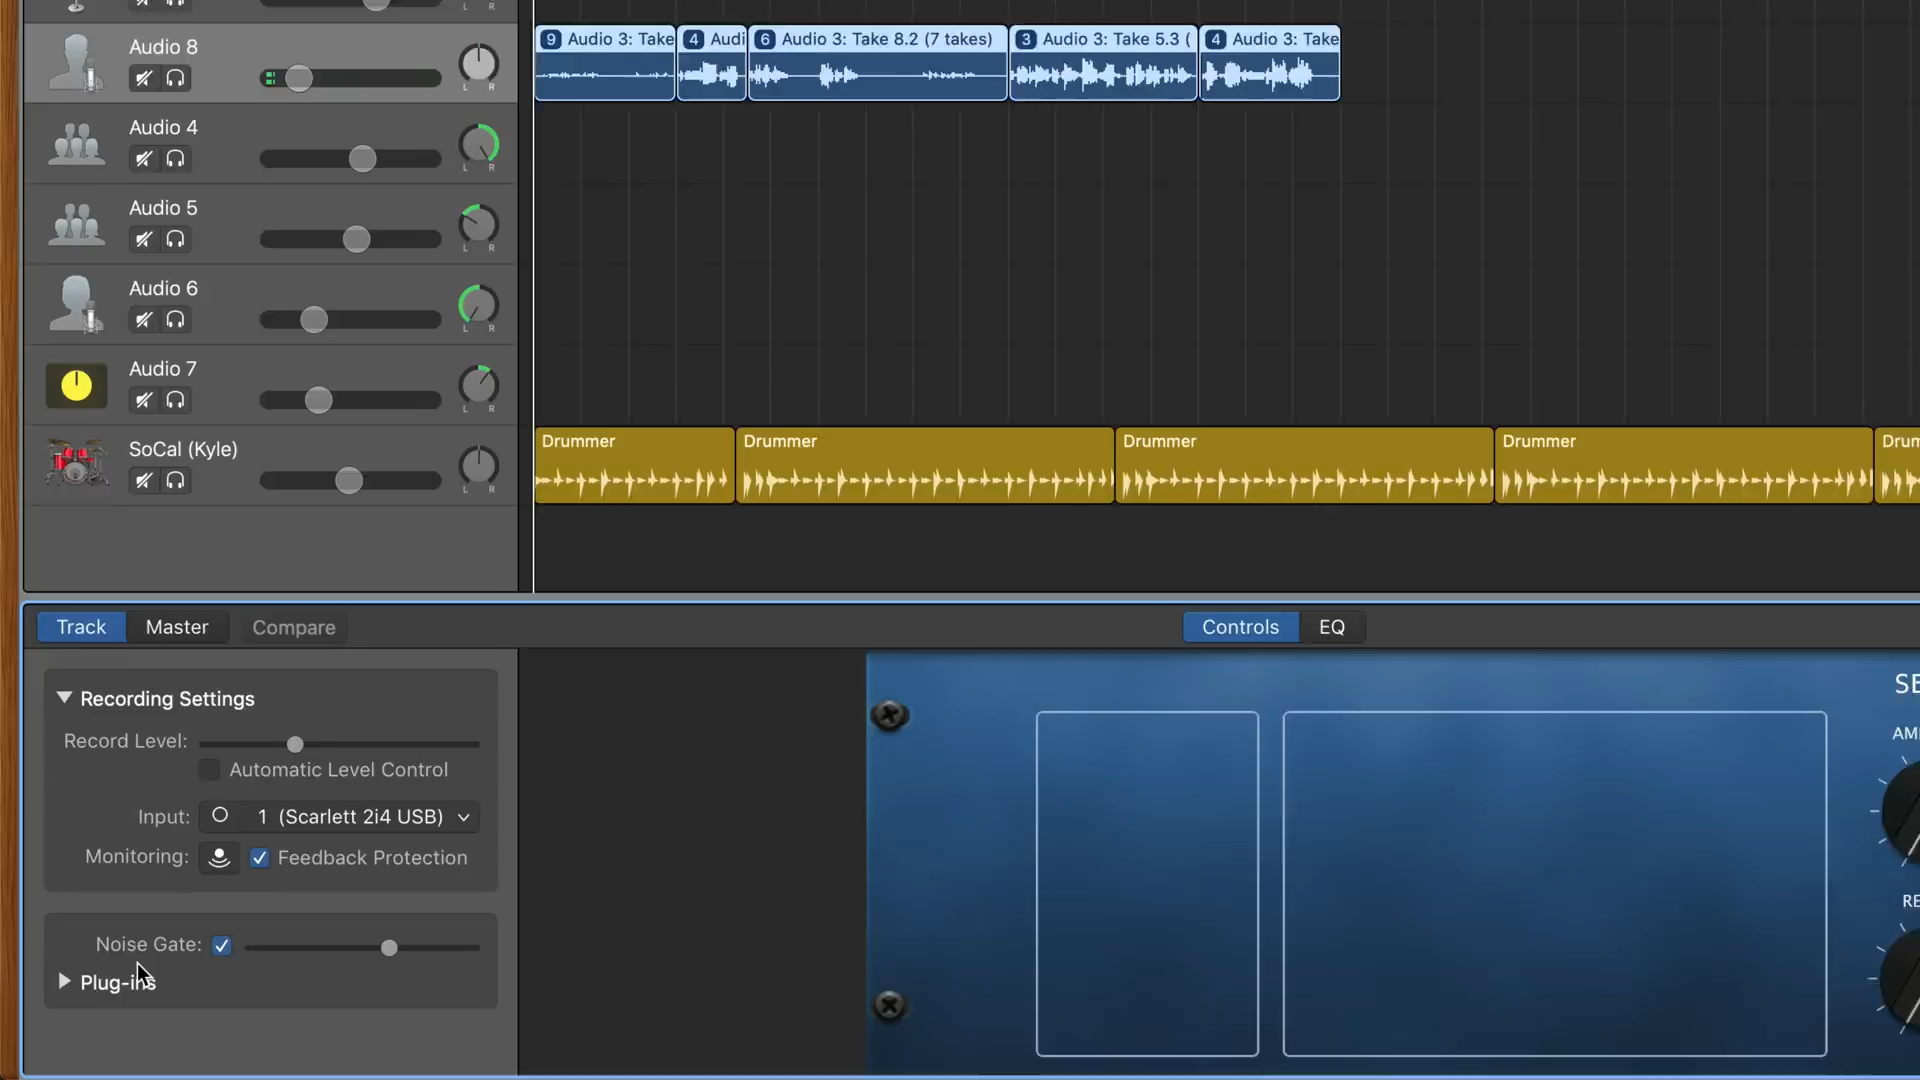 L R
Audio 8
L R
9 Audio 3: Take
4 Audi
6 Audio 3: Take 8.2 (7 takes)
3 Audio 3: Take 5.3 (
4 Audio 3: Take
Audio 4
L R
Audio 5
L R
Audio 6
L R
Audio 7
L R
SoCal (Kyle)
L R
Drummer
Drummer
Drummer
Drummer
Drum
Track
Master
Compare
Controls
EQ
Recording Settings
Record Level:
Automatic Level Control
Input: 1 (Scarlett 2i4 USB)
Monitoring: Feedback Protection
Noise Gate:
Plug-ins
SE
AM
RE